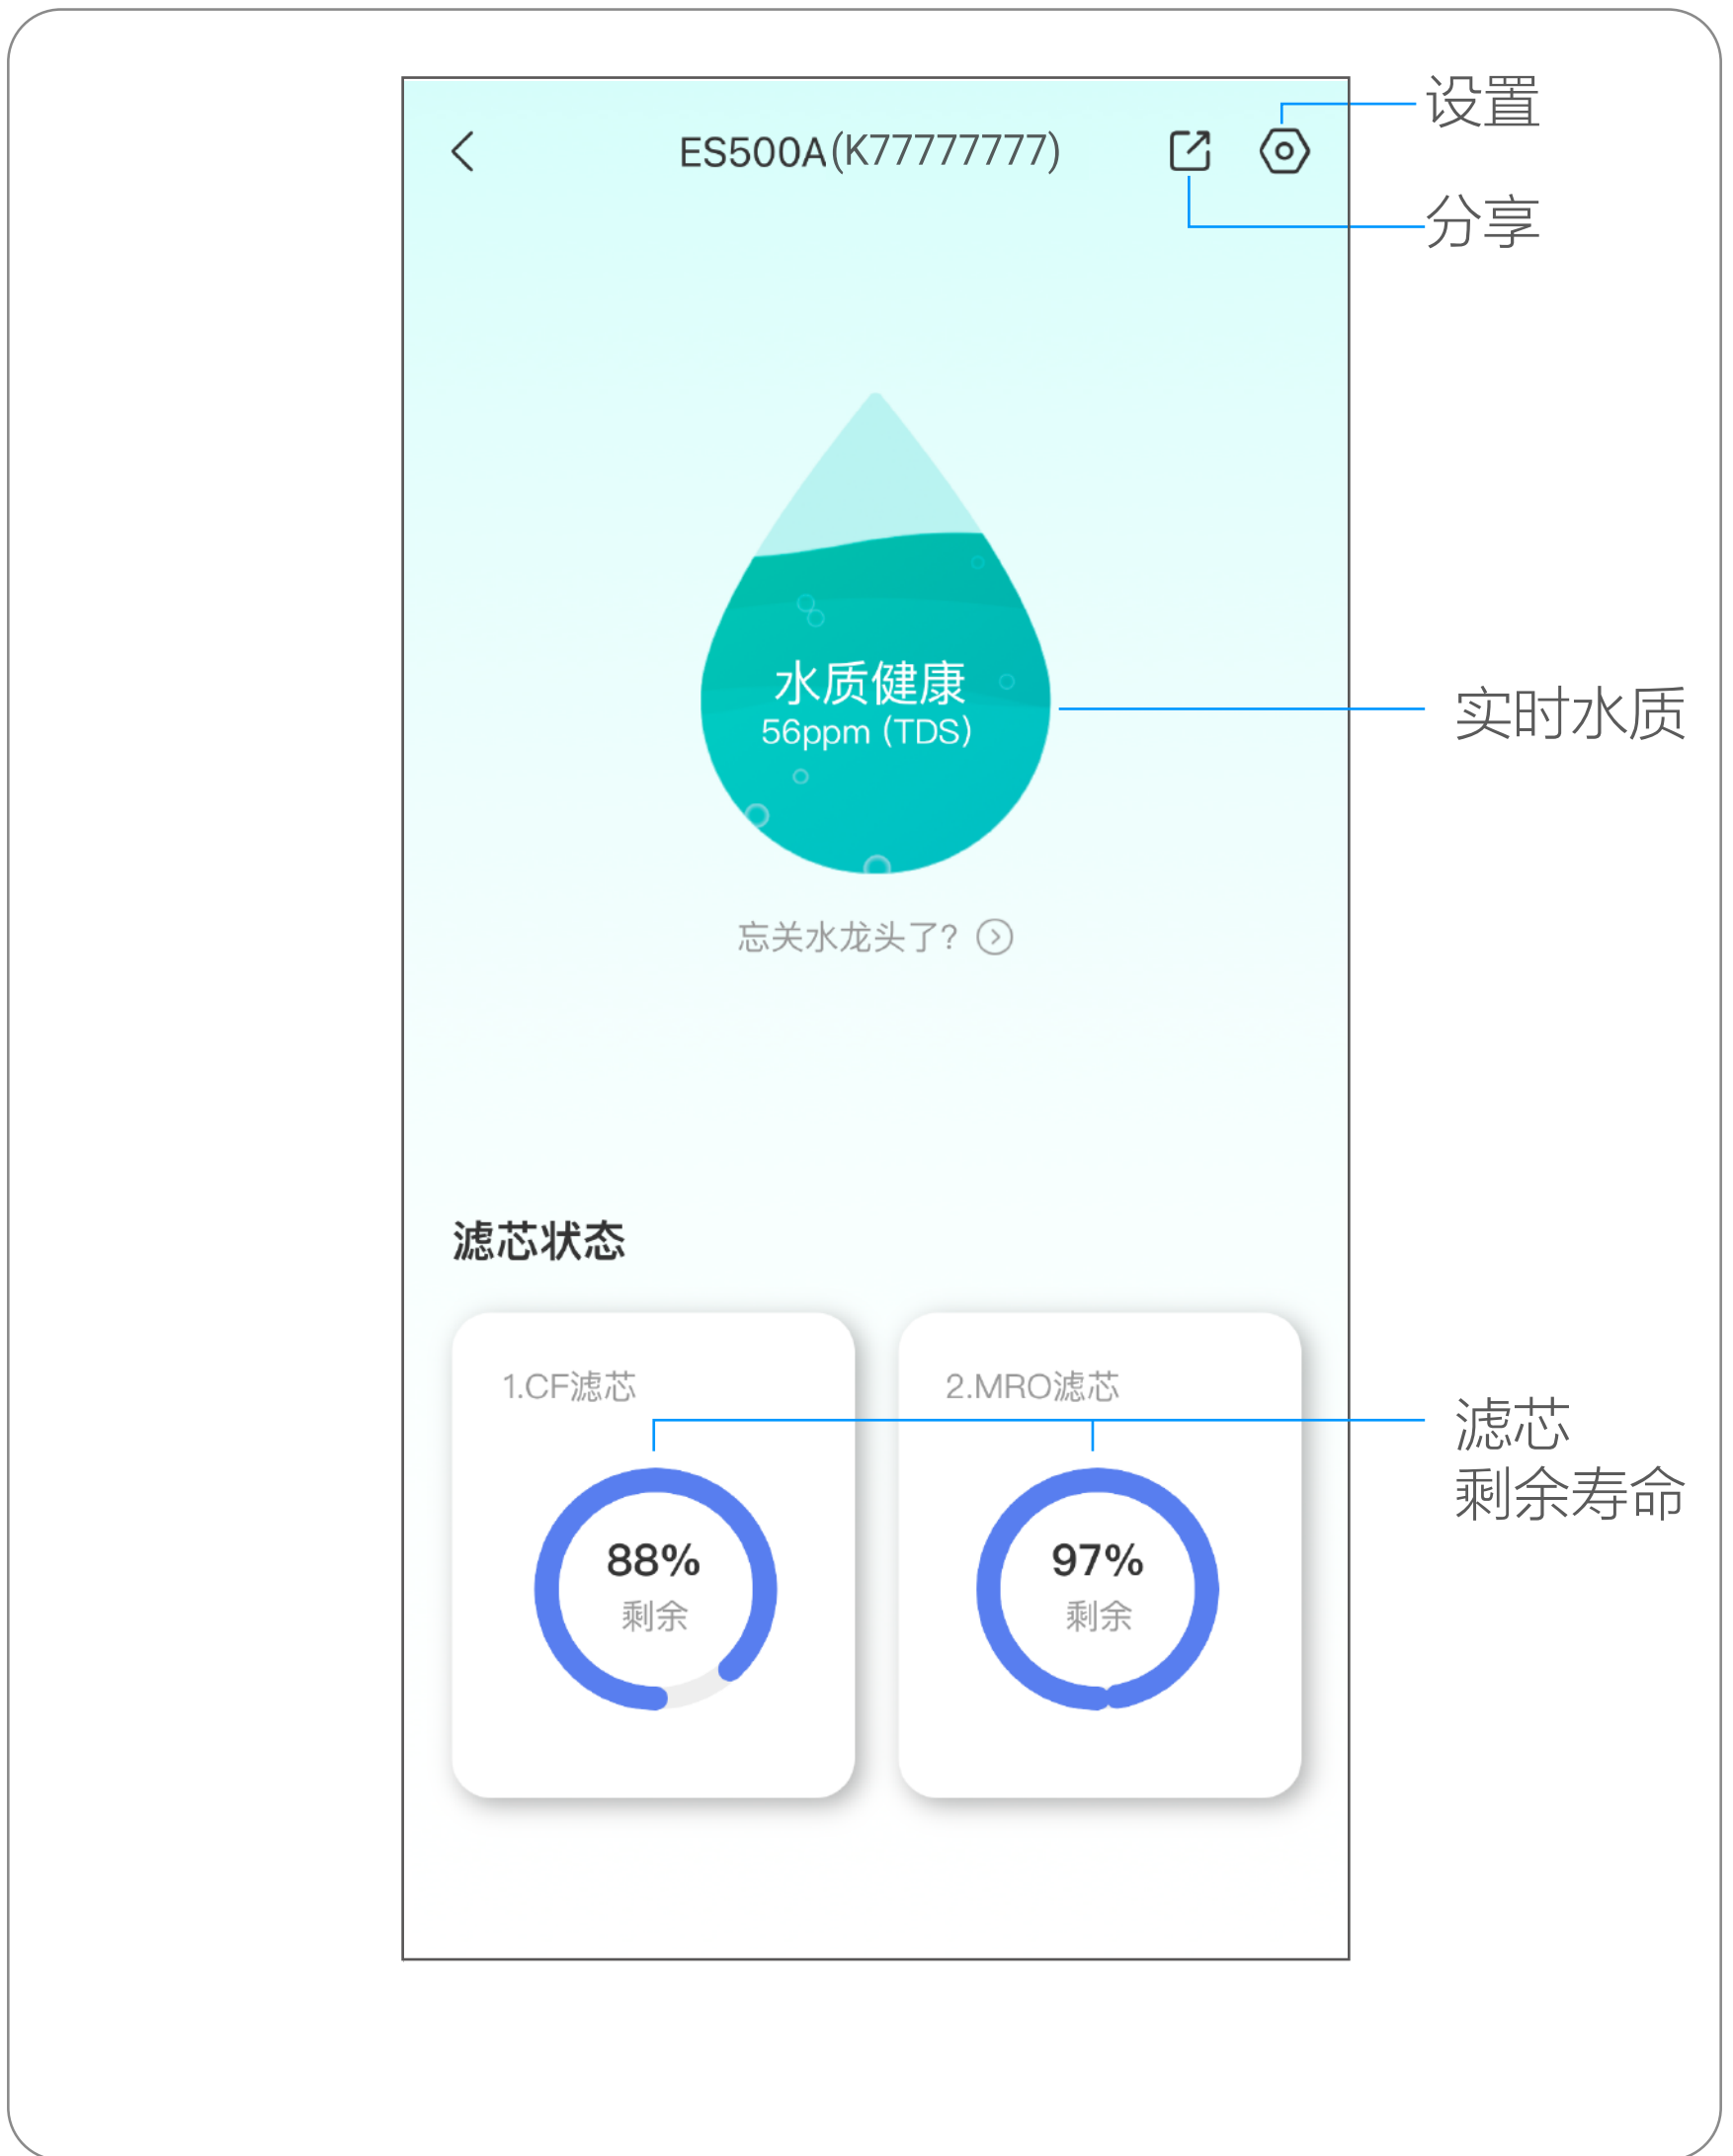 设置
ES500A(K77777777)
分享
水质健康
56ppm (TDS)
实时水质
忘关水龙头了?
滤芯状态
1.CF滤芯
2.MRO滤芯
滤芯
剩余寿命
88%
剩余
97%
剩余